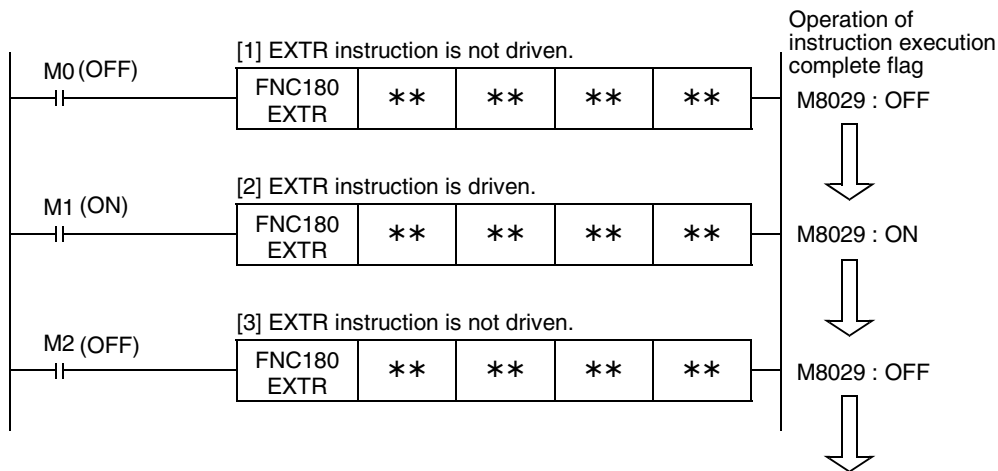 Operation of
instruction execution
complete flag
[1] EXTR instruction is not driven.
M0 (OFF)
FNC180
EXTR
** ** ** **
M8029 : OFF
[2] EXTR instruction is driven.
M1 (ON)
FNC180
EXTR
** ** ** **
M8029 : ON
[3] EXTR instruction is not driven.
M2 (OFF)
FNC180
EXTR
** ** ** **
M8029 : OFF